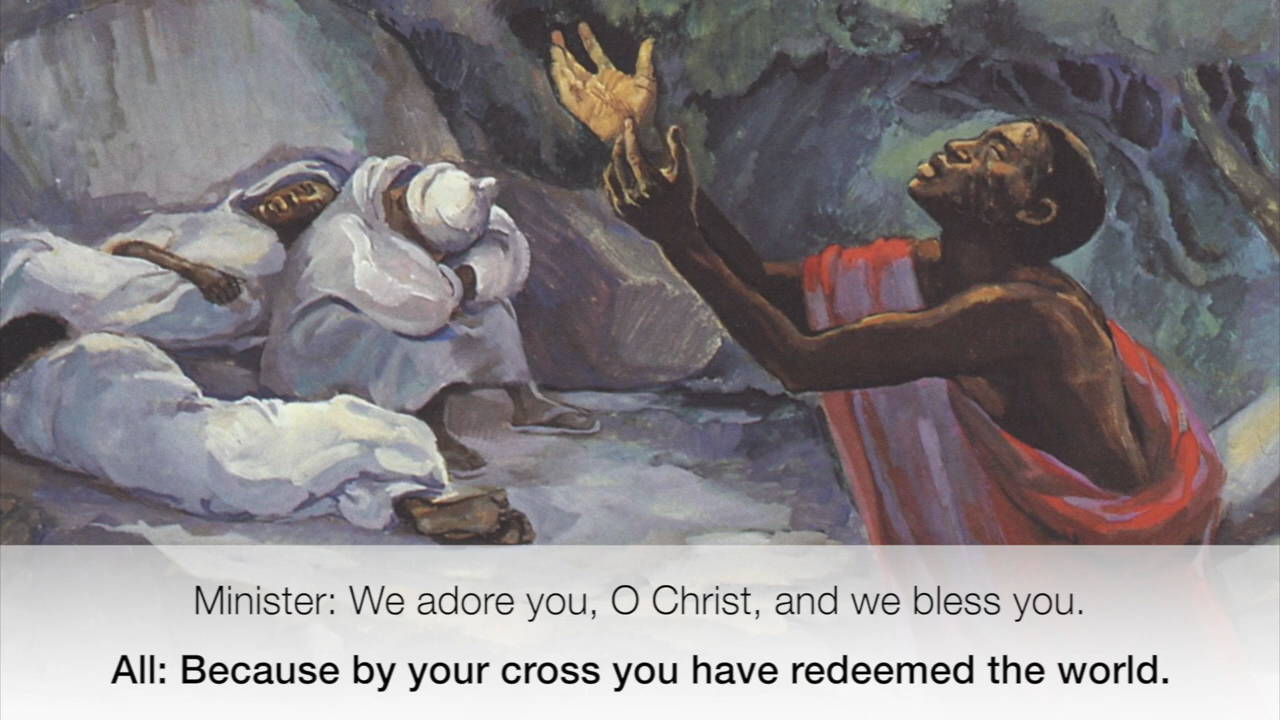 Minister: We adore you, O Christ, and we bless you.
All: Because by your cross you have redeemed the world.